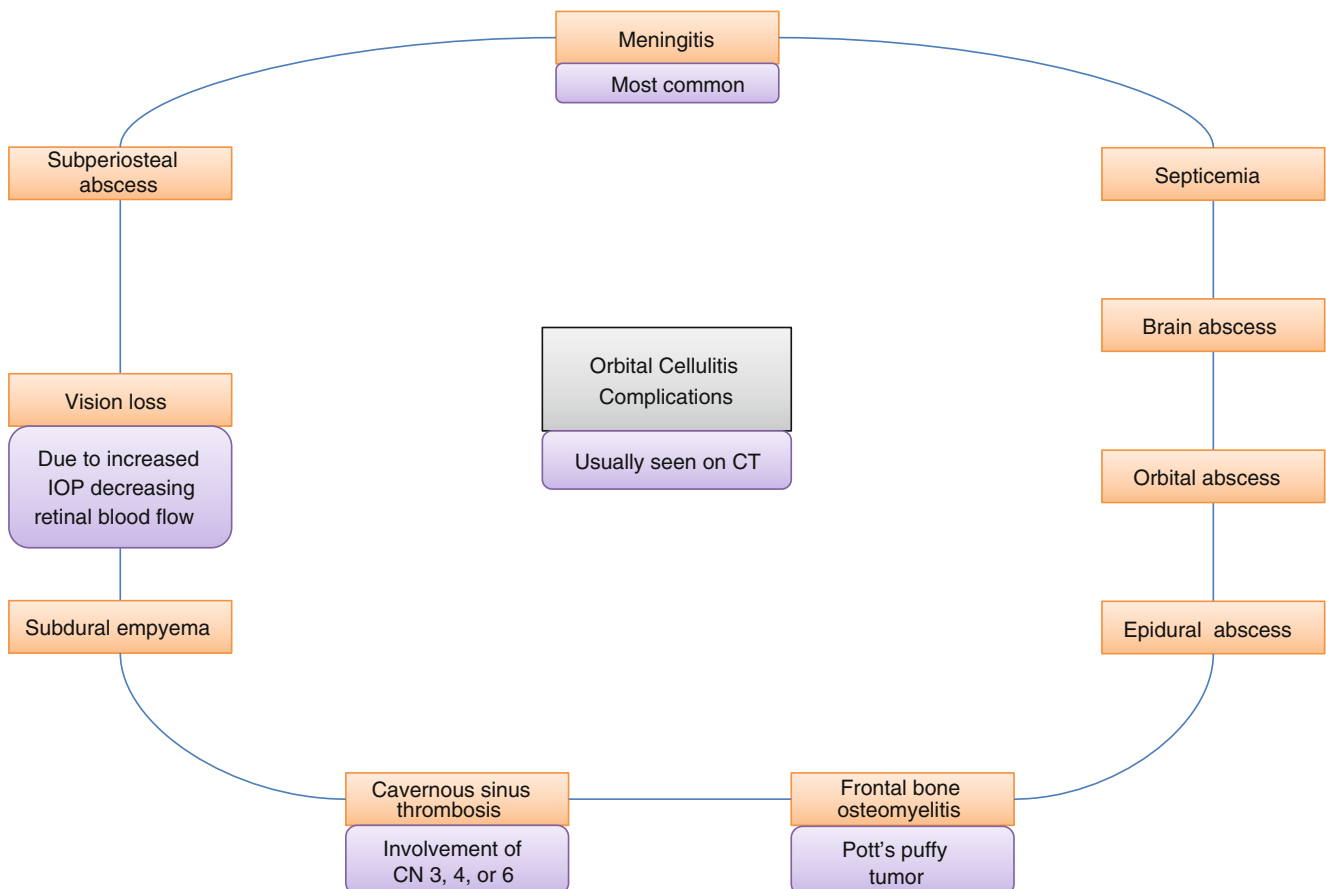 Meningitis
Most common
Subperiosteal
abscess
Septicemia
Brain abscess
Orbital Cellulitis
Complications
Usually seen on CT
Vision loss
Due to increased
IOP decreasing
retinal blood flow
Orbital abscess
Subdural empyema
Epidural abscess
Cavernous sinus
thrombosis
Involvement of
CN 3, 4, or 6
Frontal bone
osteomyelitis
Pott's puffy
tumor